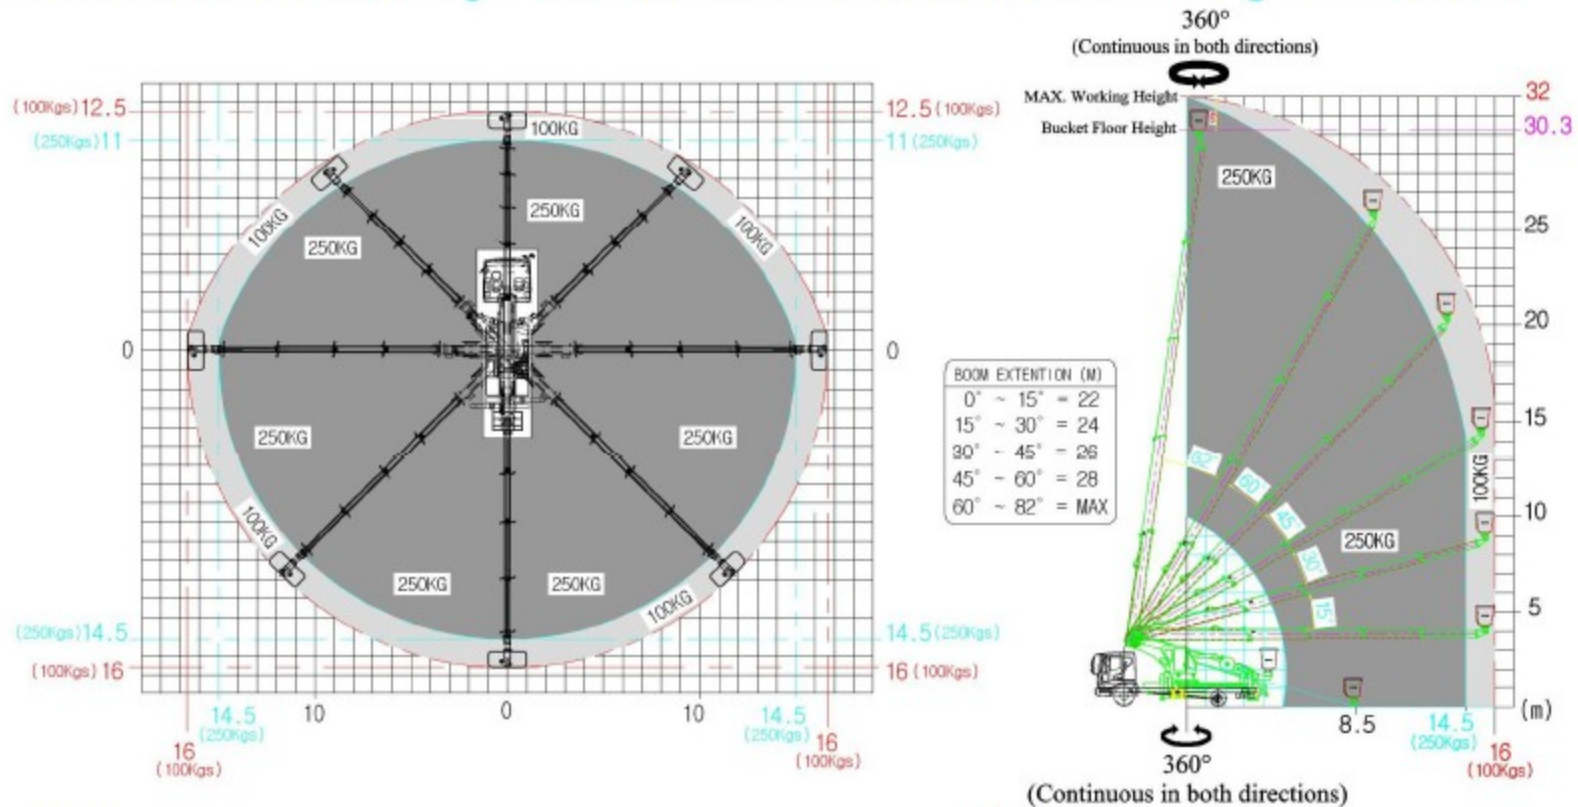 360°
(Continuous in both directions)
MAX. Working Height
32
Bucket Floor Height
30.3
(100Kgs) 12.5
12.5 (100Kgs)
(250Kgs) 11
11 (250Kgs)
100KG
250KG
100KG
100KG
250KG
0
0
250KG
250KG
100KG
250KG
250KG
100KG
(250Kgs) 14.5
14.5 (250Kgs)
(100Kgs) 16
16 (100Kgs)
14.5
(250Kgs)
10
0
10
14.5
(250Kgs)
16
(100Kgs)
16
(100Kgs)
250KG
25
20
BOOM EXTENTION (M)
0° ~ 15° = 22
15° ~ 30° = 24
30° ~ 45° = 26
45° ~ 60° = 28
60° ~ 82° = MAX
15
82°
60°
45°
30°
15°
100KG
10
250KG
5
(m)
8.5
14.5
(250Kgs)
16
(100Kgs)
360°
(Continuous in both directions)